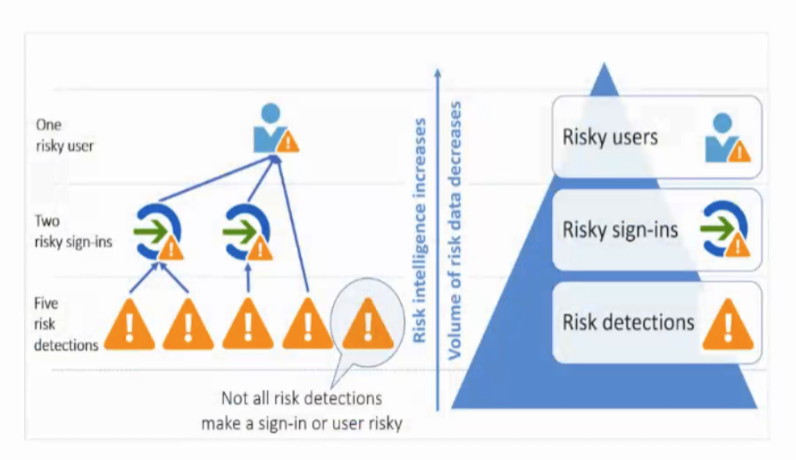 One
risky user
Two
risky sign-ins
Five
risk
detections
Not all risk detections
make a sign-in or user risky
Risk intelligence increases
Volume of risk data decreases
Risky users
Risky sign-ins
Risk detections